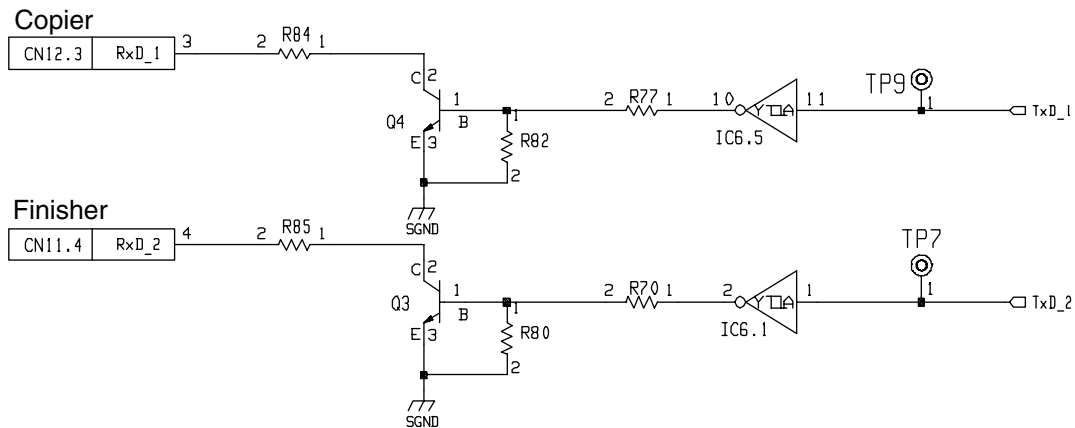 Copier
CN12.3 RxD_1 3 2 R84 1
C 2
Q4 1 B
E 3
1 R82 2
2 R77 1
10 Y A 11
IC6.5
TP9
1
TxD_1
SGND
Finisher
CN11.4 RxD_2 4 2 R85 1
C 2
Q3 1 B
E 3
1 R80 2
2 R70 1
2 Y A 1
IC6.1
TP7
1
TxD_2
SGND